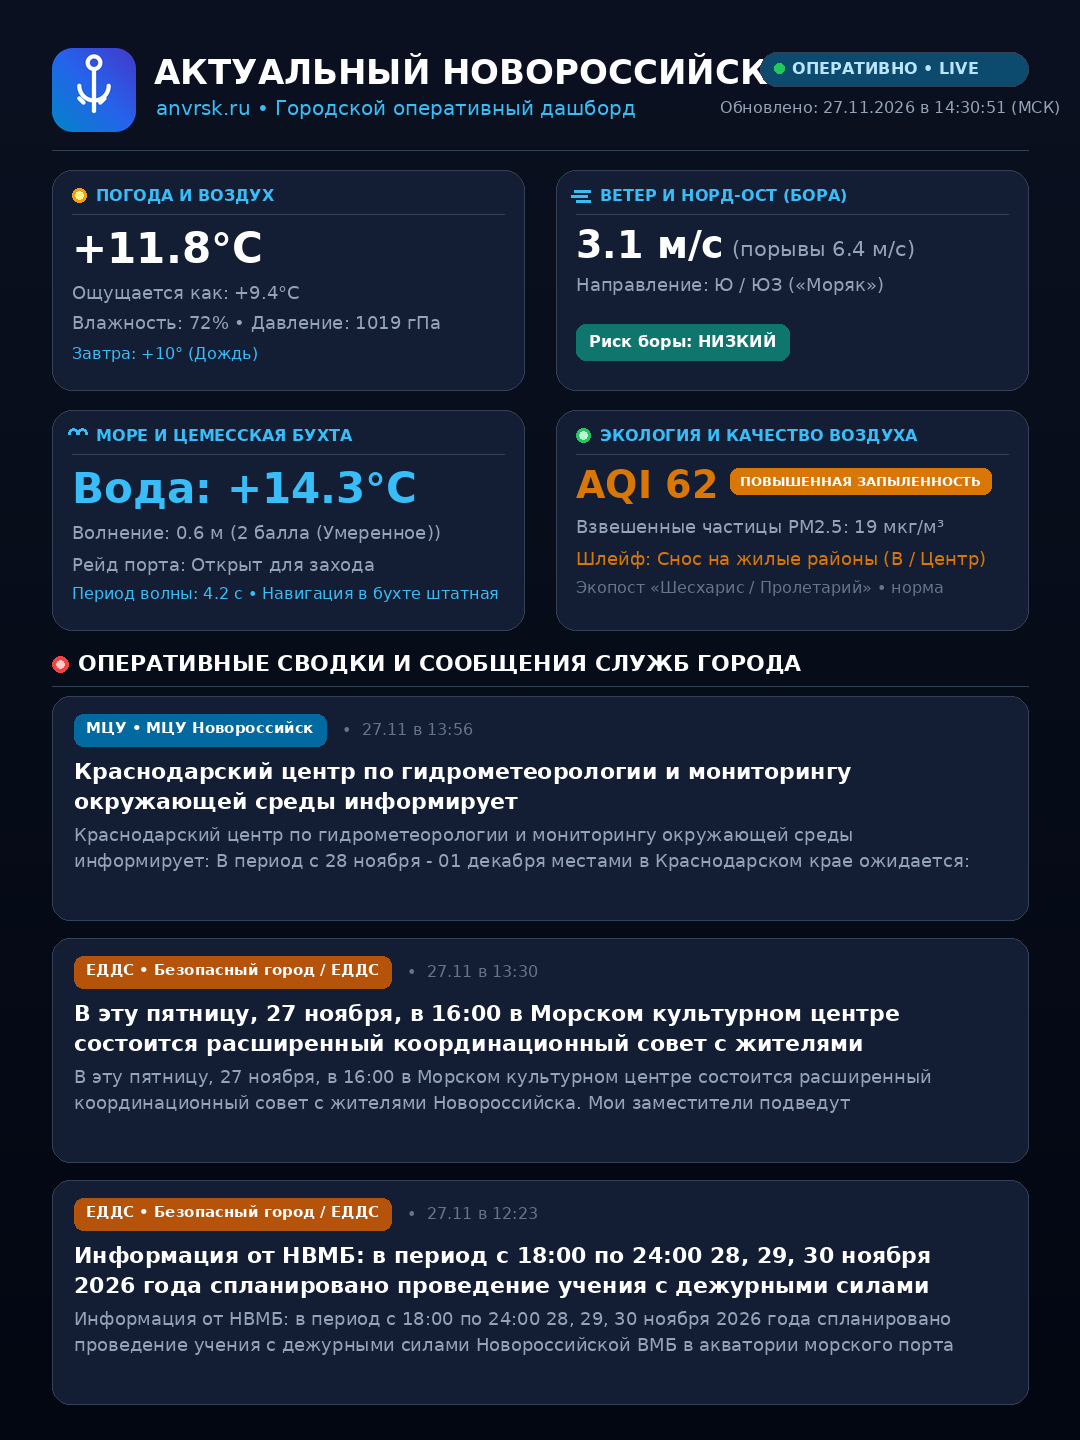 АКТУАЛЬНЫЙ НОВОРОССИЙСК
ОПЕРАТИВНО • LIVE
anvrsk.ru • Городской оперативный дашборд
Обновлено: 27.11.2026 в 14:30:51 (МСК)
ПОГОДА И ВОЗДУХ
+11.8°C
Ощущается как: +9.4°C
Влажность: 72% • Давление: 1019 гПа
Завтра: +10° (Дождь)
ВЕТЕР И НОРД-ОСТ (БОРА)
3.1 м/с (порывы 6.4 м/с)
Направление: Ю / ЮЗ («Моряк»)
Риск боры: НИЗКИЙ
МОРЕ И ЦЕМЕССКАЯ БУХТА
Вода: +14.3°C
Волнение: 0.6 м (2 балла (Умеренное))
Рейд порта: Открыт для захода
Период волны: 4.2 с • Навигация в бухте штатная
ЭКОЛОГИЯ И КАЧЕСТВО ВОЗДУХА
AQI 62 ПОВЫШЕННАЯ ЗАПЫЛЕННОСТЬ
Взвешенные частицы PM2.5: 19 мкг/м³
Шлейф: Снос на жилые районы (В / Центр)
Экопост «Шесхарис / Пролетарий» • норма
ОПЕРАТИВНЫЕ СВОДКИ И СООБЩЕНИЯ СЛУЖБ ГОРОДА
МЦУ • МЦУ Новороссийск • 27.11 в 13:56
Краснодарский центр по гидрометеорологии и мониторингу
окружающей среды информирует
Краснодарский центр по гидрометеорологии и мониторингу окружающей среды
информирует: В период с 28 ноября - 01 декабря местами в Краснодарском крае ожидается:
ЕДДС • Безопасный город / ЕДДС • 27.11 в 13:30
В эту пятницу, 27 ноября, в 16:00 в Морском культурном центре
состоится расширенный координационный совет с жителями
В эту пятницу, 27 ноября, в 16:00 в Морском культурном центре состоится расширенный
координационный совет с жителями Новороссийска. Мои заместители подведут
ЕДДС • Безопасный город / ЕДДС • 27.11 в 12:23
Информация от НВМБ: в период с 18:00 по 24:00 28, 29, 30 ноября
2026 года спланировано проведение учения с дежурными силами
Информация от НВМБ: в период с 18:00 по 24:00 28, 29, 30 ноября 2026 года спланировано
проведение учения с дежурными силами Новороссийской ВМБ в акватории морского порта